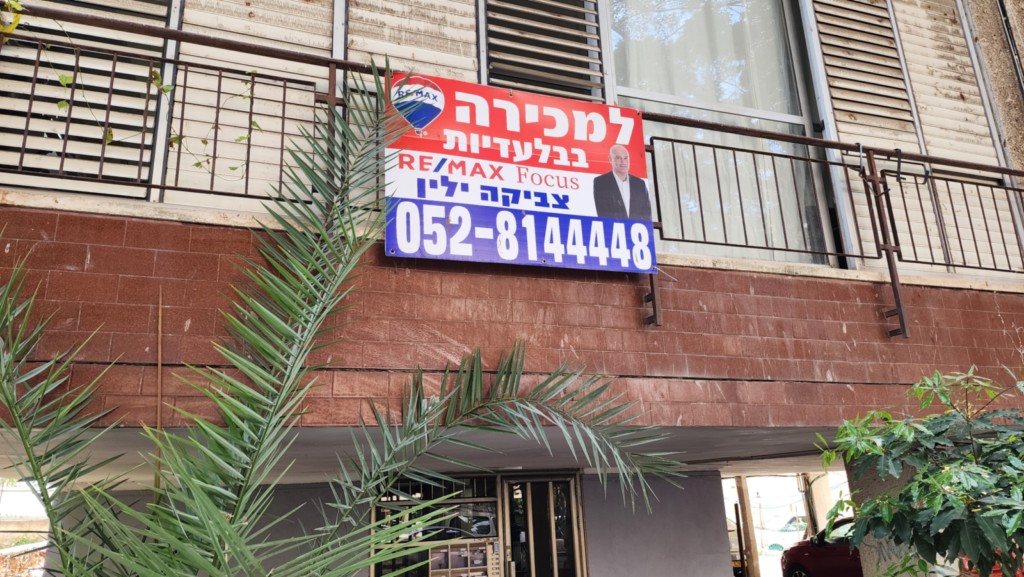 RE/MAX
למכירה
בבלעדיות
RE/MAX Focus
צביקה ילין
052-8144448